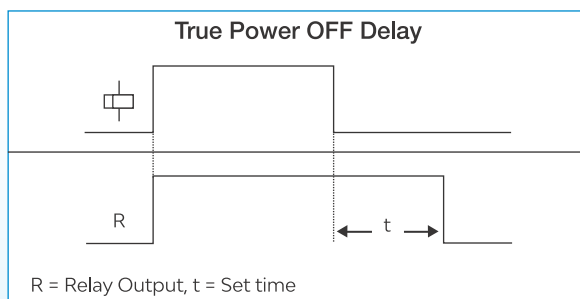 True Power OFF Delay
R
t
R = Relay Output, t = Set time